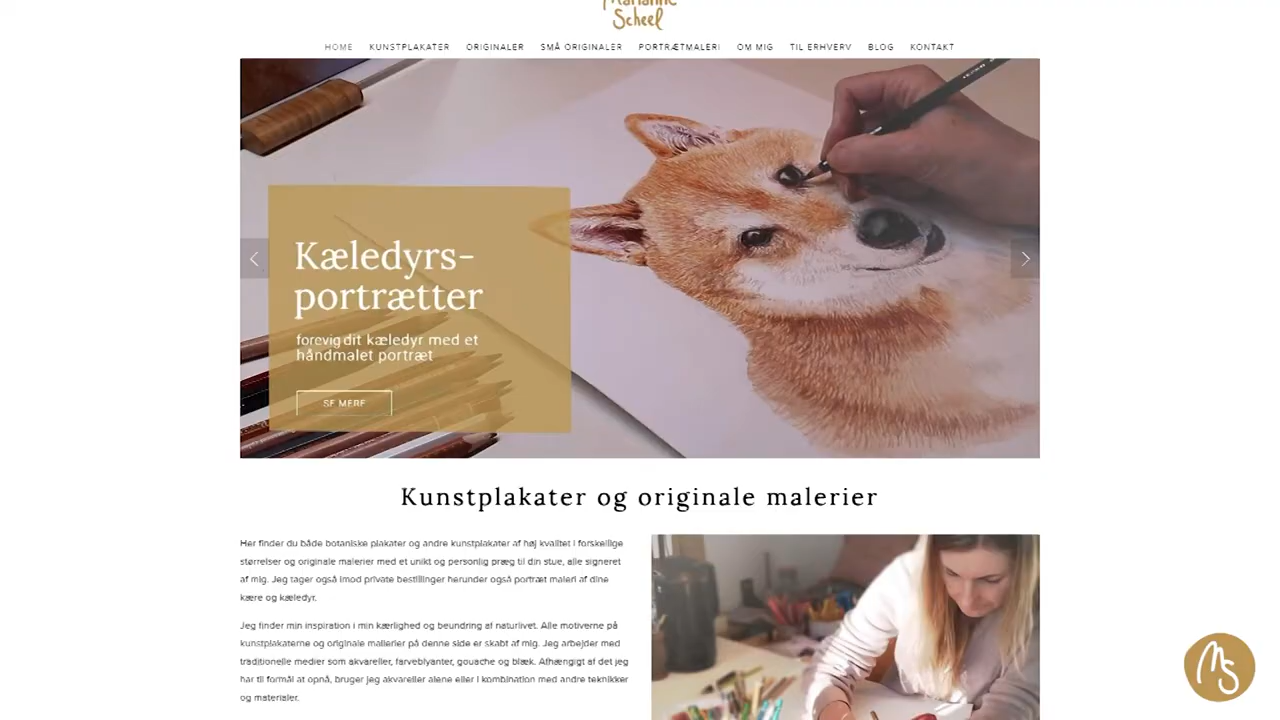 Marianne
Scheel
HOME KUNSTPLAKATER ORIGINALER SMÅ ORIGINALER PORTRÆTMALERI OM MIG TIL ERHVERV BLOG KONTAKT
Kæledyrs-
portrætter
forevig dit kæledyr med et
håndmalet portræt
SE MERE
Kunstplakater og originale malerier
Her finder du både botaniske plakater og andre kunstplakater af høj kvalitet i forskellige
størrelser og originale malerier med et unikt og personlig præg til din stue, alle signeret
af mig. Jeg tager også imod private bestillinger herunder også portræt maleri af dine
kære og kæledyr.
Jeg finder min inspiration i min kærlighed og beundring af naturlivet. Alle motiverne på
kunstplakaterne og originale mallerier på denne side er skabt af mig. Jeg arbejder med
traditionelle medier som akvareller, farveblyanter, gouache og blæk. Afhængigt af det jeg
har til formål at opnå, bruger jeg akvareller alene eller i kombination med andre teknikker
og materialer.
MS